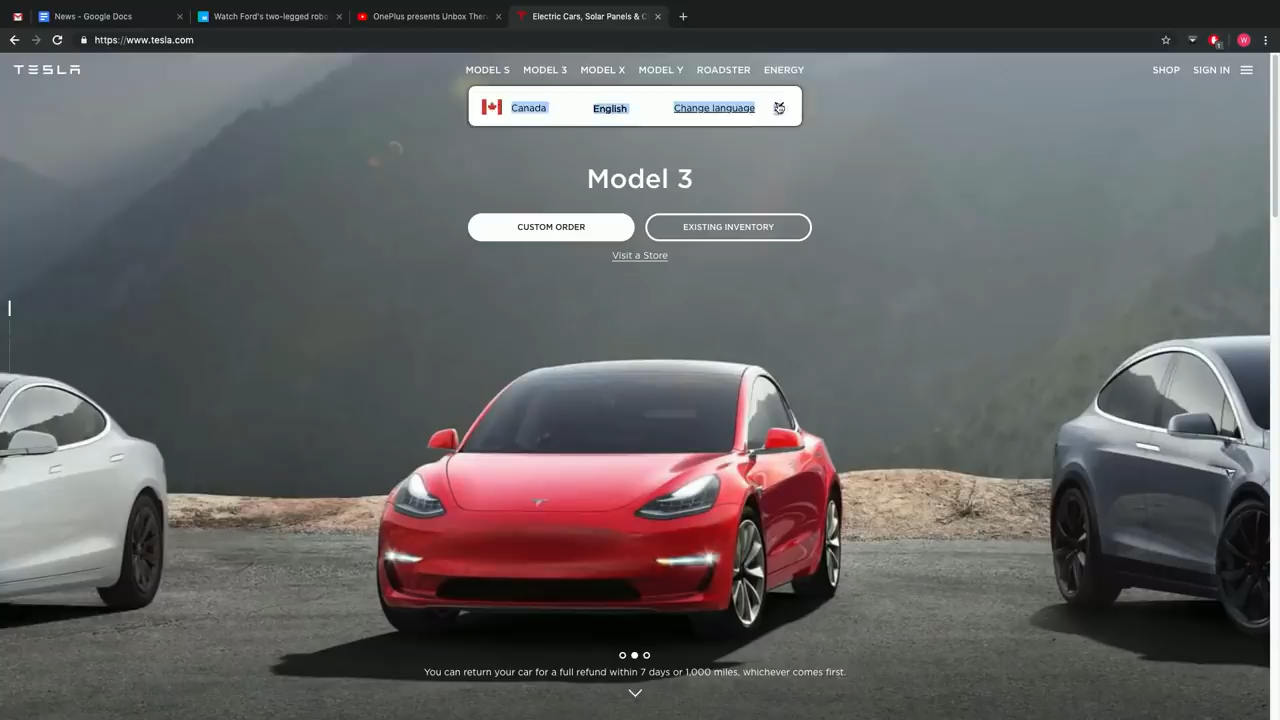 News - Google Docs
Watch Ford's two-legged robo
OnePlus presents Unbox Ther
Electric Cars, Solar Panels & C
https://www.tesla.com
W
1
TESLA
MODEL S
MODEL 3
MODEL X
MODEL Y
ROADSTER
ENERGY
SHOP
SIGN IN
Canada
English
Change language
Model 3
CUSTOM ORDER
EXISTING INVENTORY
Visit a Store
You can return your car for a full refund within 7 days or 1,000 miles, whichever comes first.